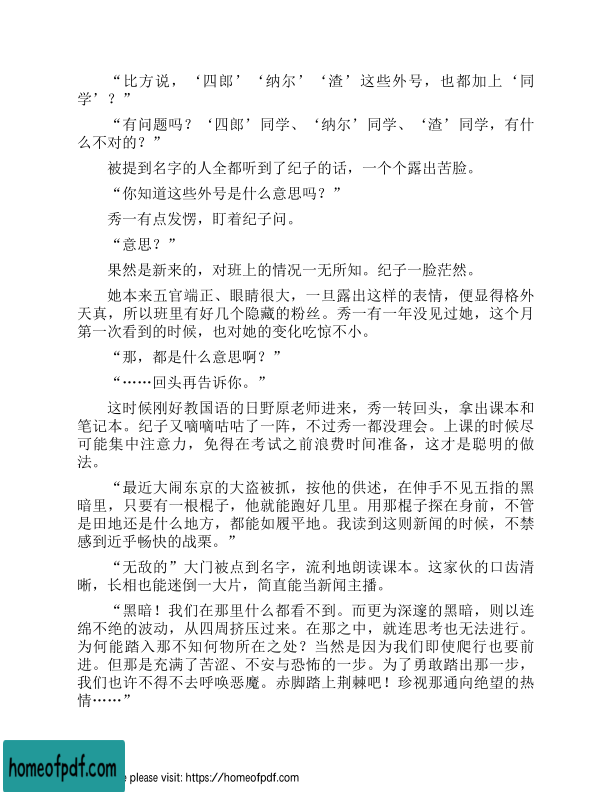 “比方说，‘四郎’‘纳尔’‘渣’这些外号，也都加上‘同
学’？”
“有问题吗？‘四郎’同学、‘纳尔’同学、‘渣’同学，有什
么不对的？”
被提到名字的人全都听到了纪子的话，一个个露出苦脸。
“你知道这些外号是什么意思吗？”
秀一有点发愣，盯着纪子问。
“意思？”
果然是新来的，对班上的情况一无所知。纪子一脸茫然。
她本来五官端正、眼睛很大，一旦露出这样的表情，便显得格外
天真，所以班里有好几个隐藏的粉丝。秀一有一年没见过她，这个月
第一次看到的时候，也对她的变化吃惊不小。
“那，都是什么意思啊？”
“……回头再告诉你。”
这时候刚好教国语的日野原老师进来，秀一转回头，拿出课本和
笔记本。纪子又嘀嘀咕咕了一阵，不过秀一都没理会。上课的时候尽
可能集中注意力，免得在考试之前浪费时间准备，这才是聪明的做
法。
“最近大闹东京的大盗被抓，按他的供述，在伸手不见五指的黑
暗里，只要有一根棍子，他就能跑好几里。用那棍子探在身前，不管
是田地还是什么地方，都能如履平地。我读到这则新闻的时候，不禁
感到近乎畅快的战栗。”
“无敌的”大门被点到名字，流利地朗读课本。这家伙的口齿清
晰，长相也能迷倒一大片，简直能当新闻主播。
“黑暗！我们在那里什么都看不到。而更为深邃的黑暗，则以连
绵不绝的波动，从四周挤压过来。在那之中，就连思考也无法进行。
为何能踏入那不知何物所在之处？当然是因为我们即使爬行也要前
进。但那是充满了苦涩、不安与恐怖的一步。为了勇敢踏出那一步，
我们也许不得不去呼唤恶魔。赤脚踏上荆棘吧！珍视那通向绝望的热
情……”
homeofpdf.com
e please visit: https://homeofpdf.com